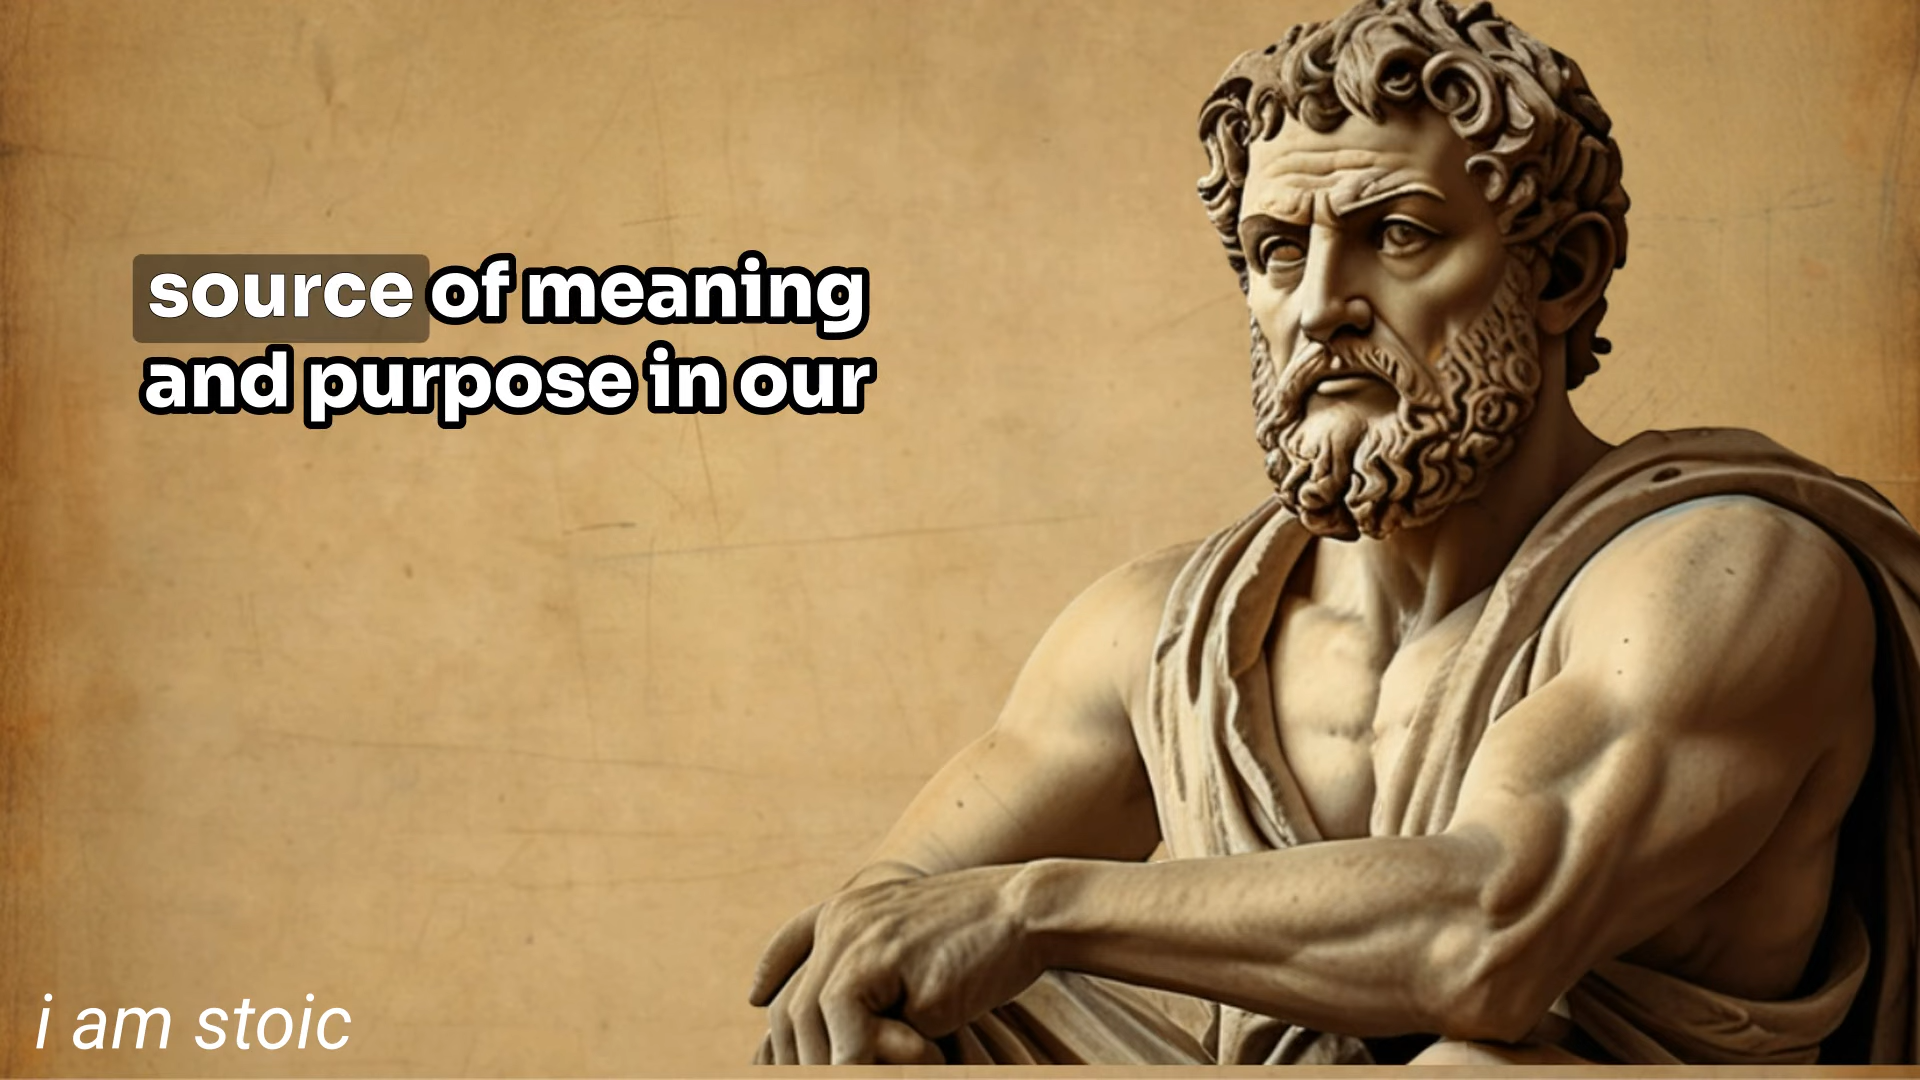 source of meaning
and purpose in our
i am stoic